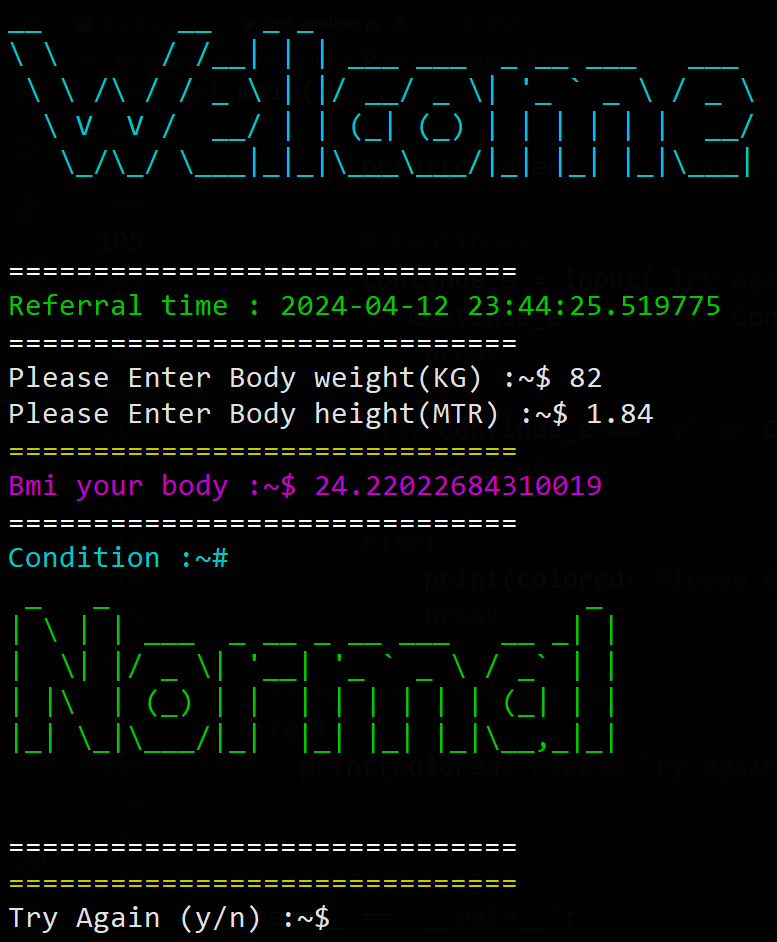 Welcome
==============================
Referral time : 2024-04-12 23:44:25.519775
==============================
Please Enter Body weight(KG) :~$ 82
Please Enter Body height(MTR) :~$ 1.84
==============================
Bmi your body :~$ 24.22022684310019
==============================
Condition :~#
Normal
==============================
==============================
Try Again (y/n) :~$